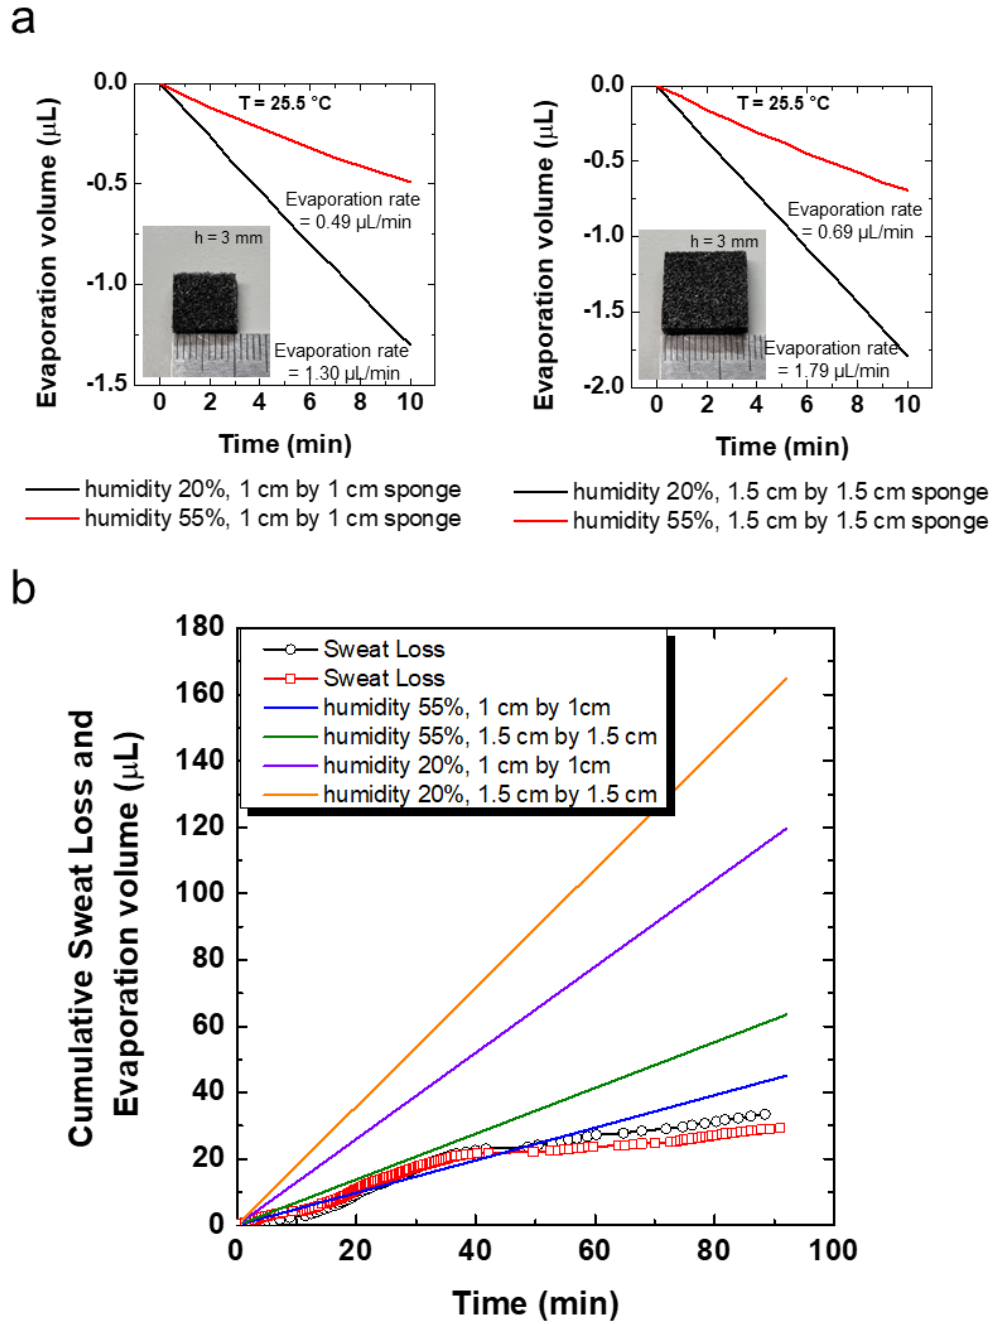 a
0.0
-0.5
-1.0
-1.5
Evaporation volume (μL)
T = 25.5 °C
Evaporation rate
= 0.49 µL/min
h = 3 mm
Evaporation rate
= 1.30 µL/min
0 2 4 6 8 10
Time (min)
humidity 20%, 1 cm by 1 cm sponge
humidity 55%, 1 cm by 1 cm sponge
0.0
-0.5
-1.0
-1.5
-2.0
Evaporation volume (μL)
T = 25.5 °C
Evaporation rate
= 0.69 µL/min
h = 3 mm
Evaporation rate
= 1.79 µL/min
0 2 4 6 8 10
Time (min)
humidity 20%, 1.5 cm by 1.5 cm sponge
humidity 55%, 1.5 cm by 1.5 cm sponge
b
180
160
140
120
100
80
60
40
20
0
Cumulative Sweat Loss and
Evaporation volume (μL)
Sweat Loss
Sweat Loss
humidity 55%, 1 cm by 1cm
humidity 55%, 1.5 cm by 1.5 cm
humidity 20%, 1 cm by 1cm
humidity 20%, 1.5 cm by 1.5 cm
0 20 40 60 80 100
Time (min)